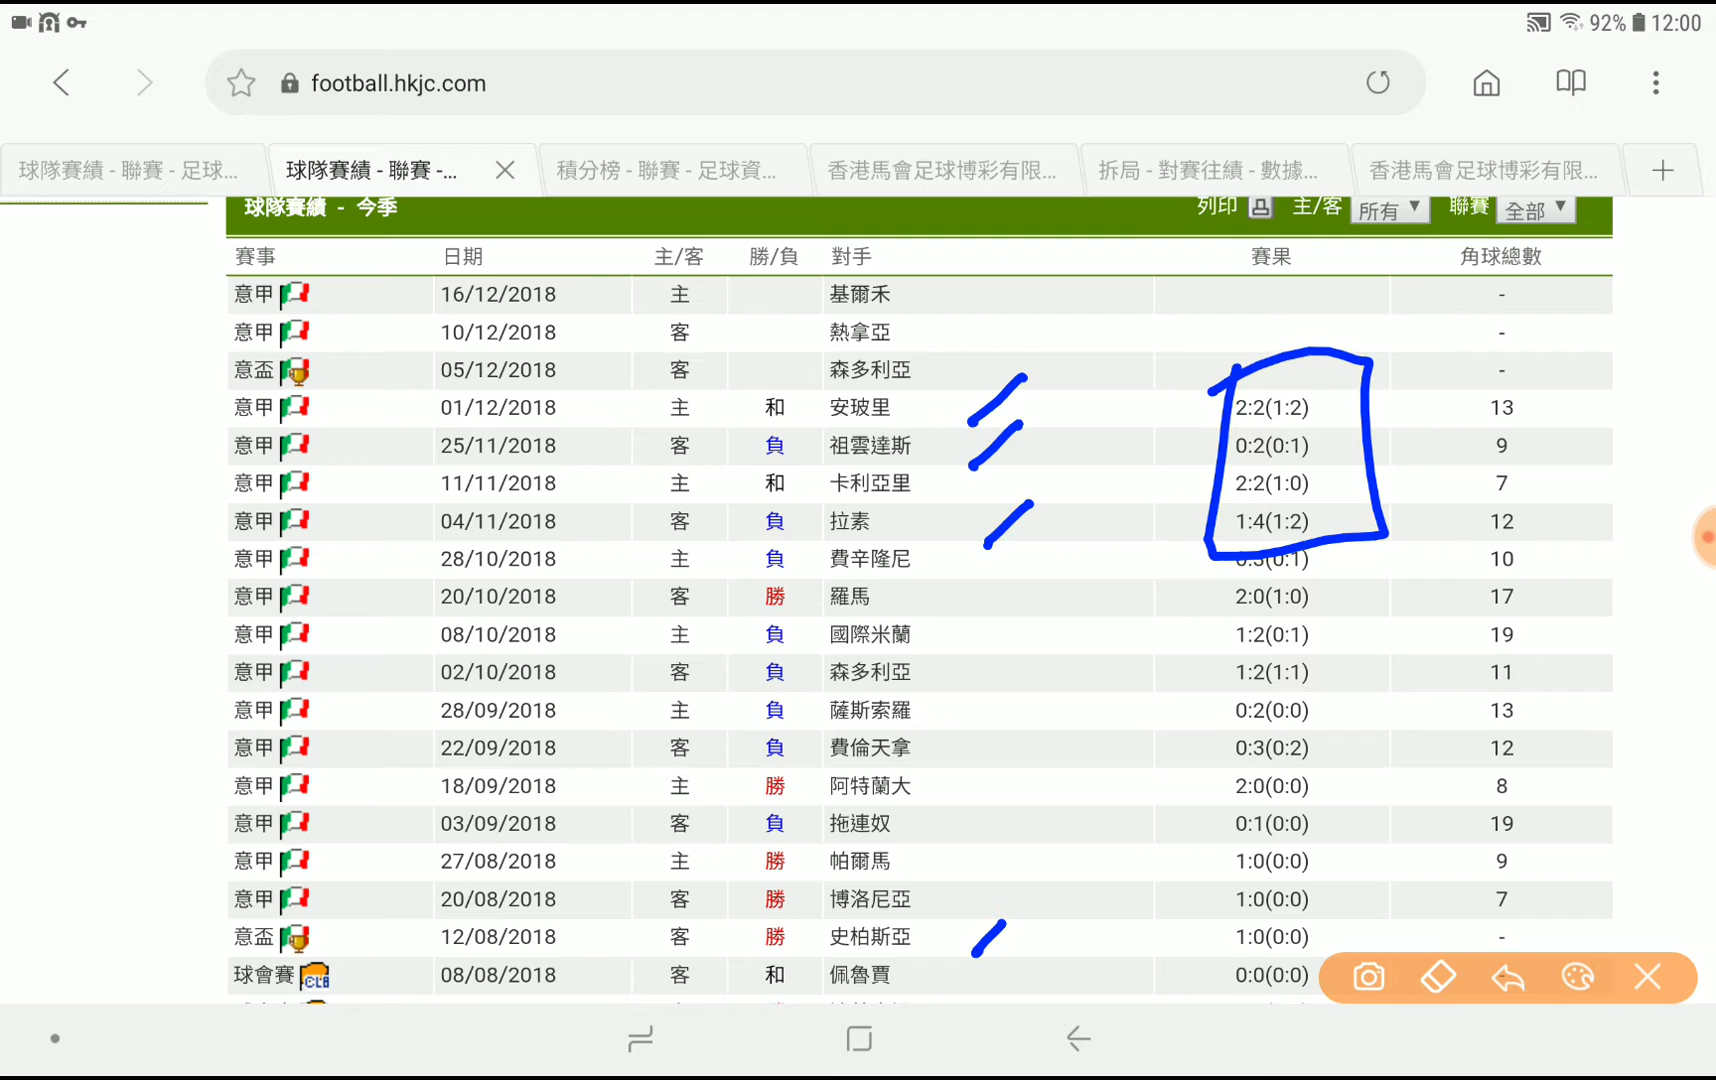 92% 12:00
football.hkjc.com
球隊賽績 - 聯賽 - 足球... 球隊賽績 - 聯賽 -... 積分榜 - 聯賽 - 足球資... 香港馬會足球博彩有限... 拆局 - 對賽往績 - 數據... 香港馬會足球博彩有限...
球隊賽績 - 今季 列印 主/客 所有 聯賽 全部
賽事 日期 主/客 勝/負 對手 賽果 角球總數
意甲 16/12/2018 主 基爾禾 -
意甲 10/12/2018 客 熱拿亞 -
意盃 05/12/2018 客 森多利亞 -
意甲 01/12/2018 主 和 安玻里 2:2(1:2) 13
意甲 25/11/2018 客 負 祖雲達斯 0:2(0:1) 9
意甲 11/11/2018 主 和 卡利亞里 2:2(1:0) 7
意甲 04/11/2018 客 負 拉素 1:4(1:2) 12
意甲 28/10/2018 主 負 費辛隆尼 0:3(0:1) 10
意甲 20/10/2018 客 勝 羅馬 2:0(1:0) 17
意甲 08/10/2018 主 負 國際米蘭 1:2(0:1) 19
意甲 02/10/2018 客 負 森多利亞 1:2(1:1) 11
意甲 28/09/2018 主 負 薩斯索羅 0:2(0:0) 13
意甲 22/09/2018 客 負 費倫天拿 0:3(0:2) 12
意甲 18/09/2018 主 勝 阿特蘭大 2:0(0:0) 8
意甲 03/09/2018 客 負 拖連奴 0:1(0:0) 19
意甲 27/08/2018 主 勝 帕爾馬 1:0(0:0) 9
意甲 20/08/2018 客 勝 博洛尼亞 1:0(0:0) 7
意盃 12/08/2018 客 勝 史柏斯亞 1:0(0:0) -
球會賽 CLB 08/08/2018 客 和 佩魯賈 0:0(0:0)